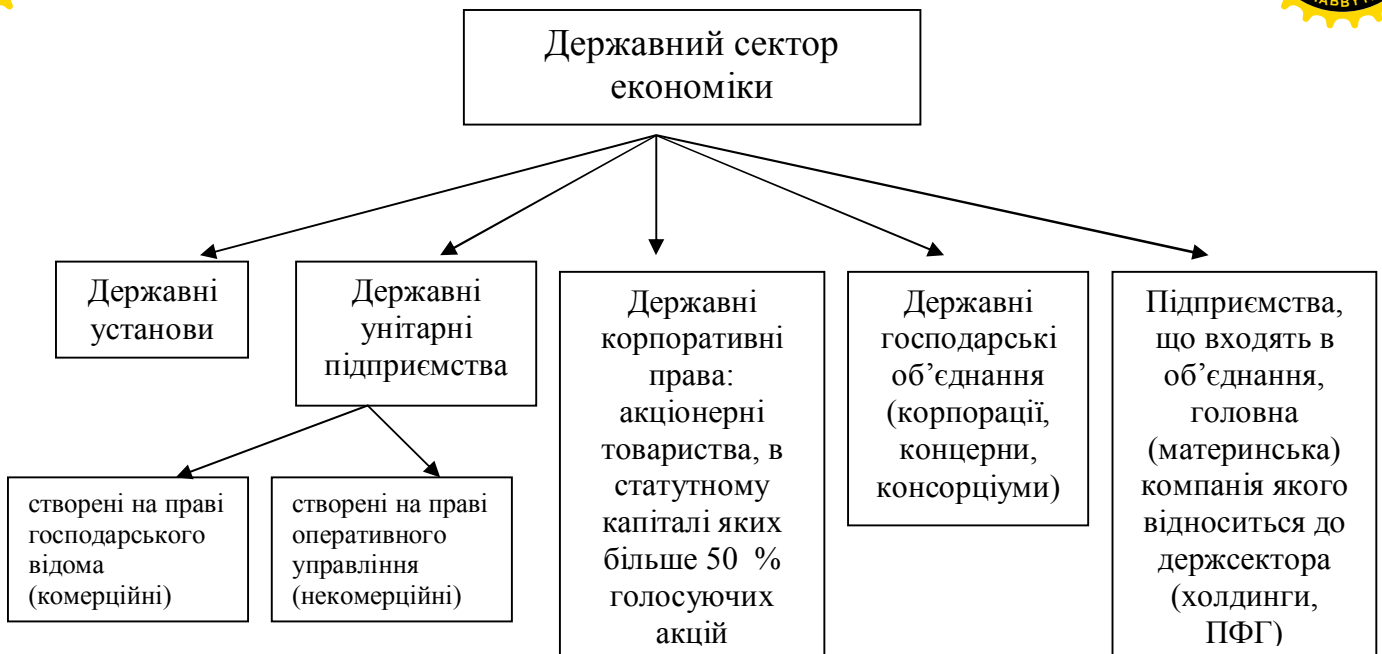 Державний сектор
економіки
Державні
установи
Державні
унітарні
підприємства
Державні
корпоративні
права:
акціонерні
товариства, в
статутному
капіталі яких
більше 50 %
голосуючих
акцій
Державні
господарські
об’єднання
(корпорації,
концерни,
консорціуми)
Підприємства,
що входять в
об’єднання,
головна
(материнська)
компанія якого
відноситься до
держсектора
(холдинги,
ПФГ)
створені на праві
господарського
відома
(комерційні)
створені на праві
оперативного
управління
(некомерційні)